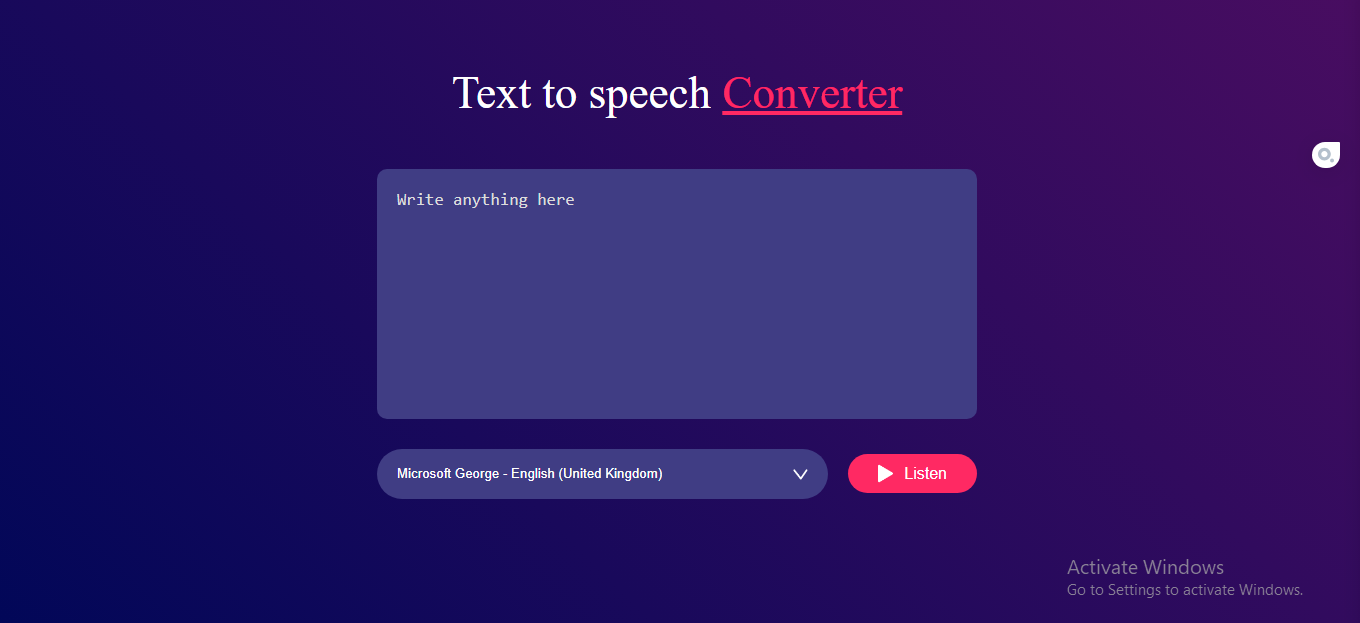 Text to speech Converter
Write anything here
Microsoft George - English (United Kingdom)
Listen
Activate Windows
Go to Settings to activate Windows.